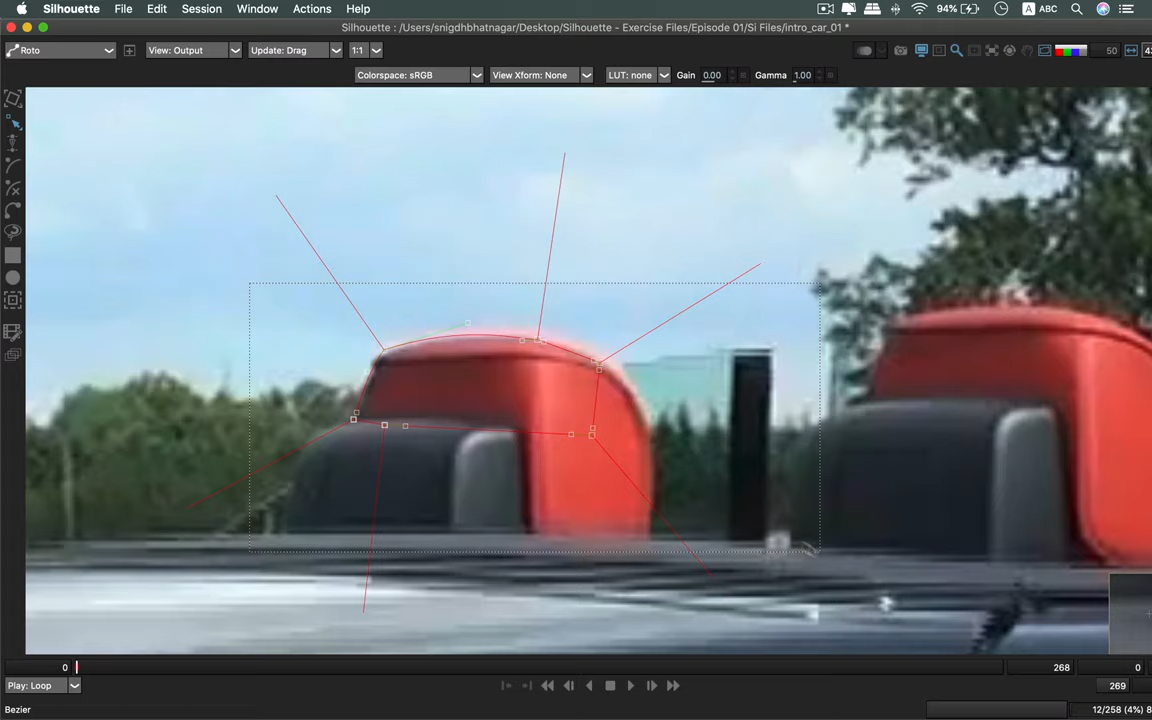 Silhouette File Edit Session Window Actions Help 94% A ABC
Silhouette : /Users/snigdhbhatnagar/Desktop/Silhouette - Exercise Files/Episode 01/Si Files/intro_car_01 *
Roto View: Output Update: Drag 1:1 50
Colorspace: sRGB View Xform: None LUT: none Gain 0.00 Gamma 1.00
0 268 0
Play: Loop 269
Bezier 12/258 (4%)